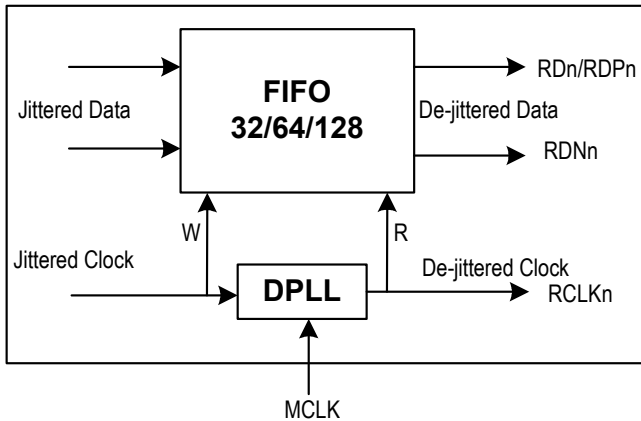 RDn/RDPn
FIFO
32/64/128
Jittered Data
De-jittered Data
RDNn
W
R
Jittered Clock
De-jittered Clock
DPLL
RCLKn
MCLK